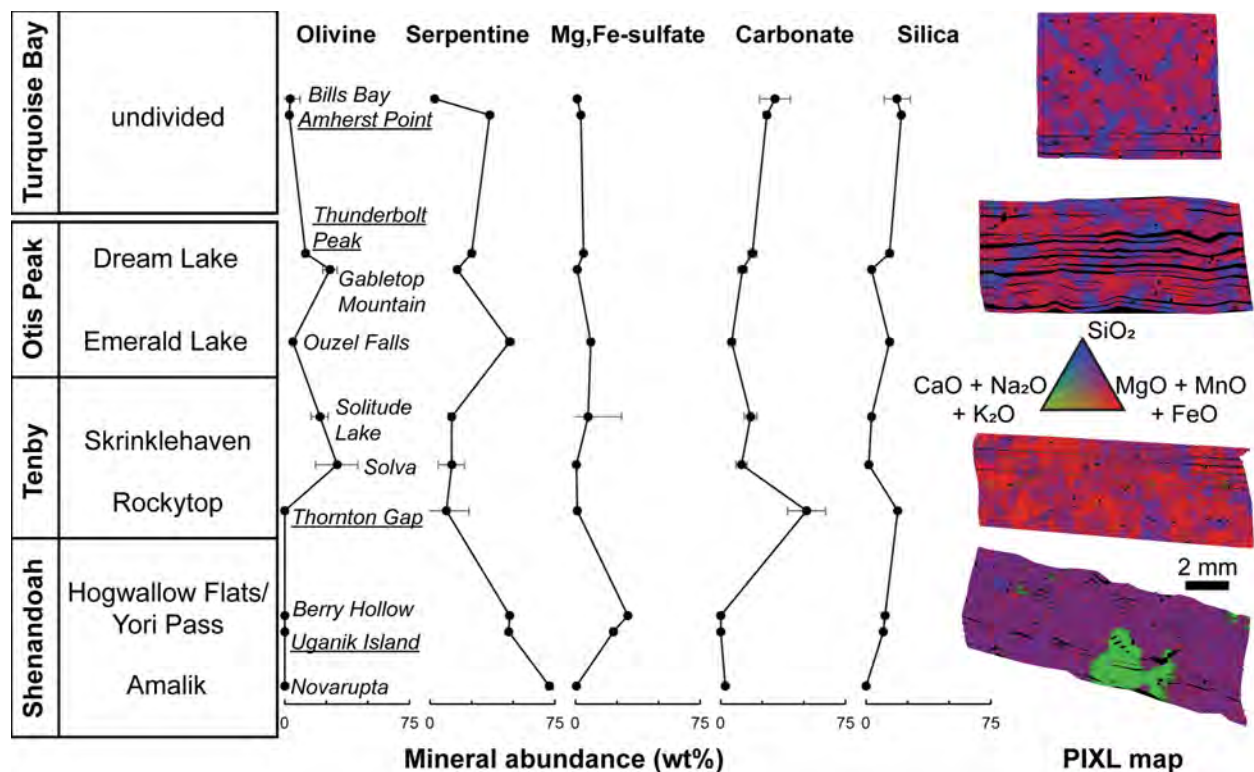 Olivine Serpentine Mg,Fe-sulfate Carbonate Silica
Turquoise Bay
undivided
Bills Bay
Amherst Point
Otis Peak
Dream Lake
Emerald Lake
Thunderbolt
Peak
Gabletop
Mountain
Ouzel Falls
Tenby
Skrinklehaven
Rockytop
Solitude
Lake
Solva
Thornton Gap
Shenandoah
Hogwallow Flats/
Yori Pass
Amalik
Berry Hollow
Uganik Island
Novarupta
SiO₂
CaO + Na₂O
+ K₂O
MgO + MnO
+ FeO
2 mm
0 75 0 75 0 75 0 75
Mineral abundance (wt%)
PIXL map